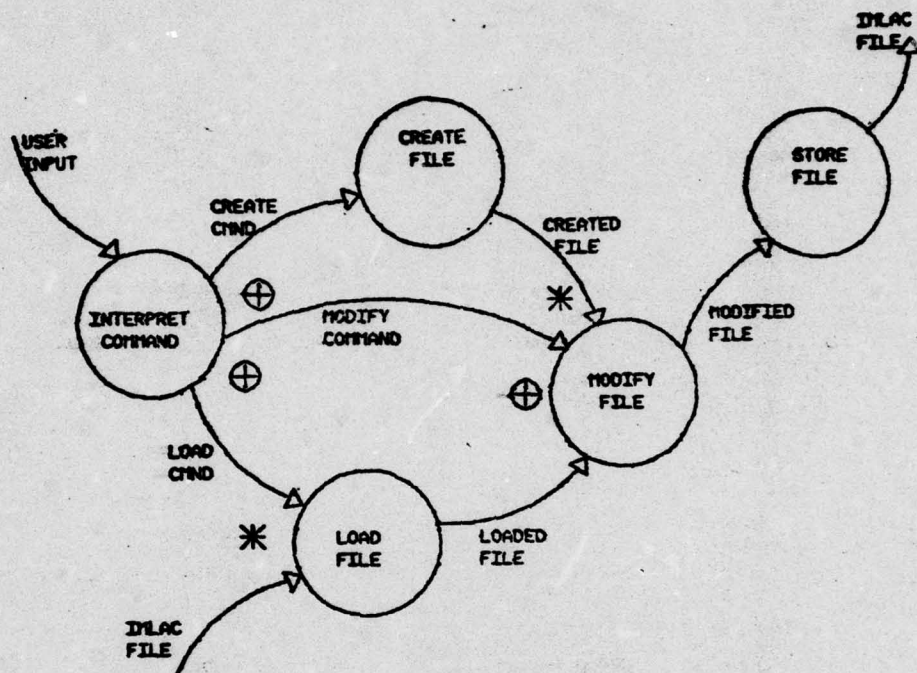 IMLAC
FILE
USER
INPUT
CREATE
FILE
STORE
FILE
CREATE
CMND
CREATED
FILE
INTERPRET
COMMAND
MODIFY
COMMAND
MODIFIED
FILE
MODIFY
FILE
LOAD
CMND
LOAD
FILE
LOADED
FILE
IMLAC
FILE